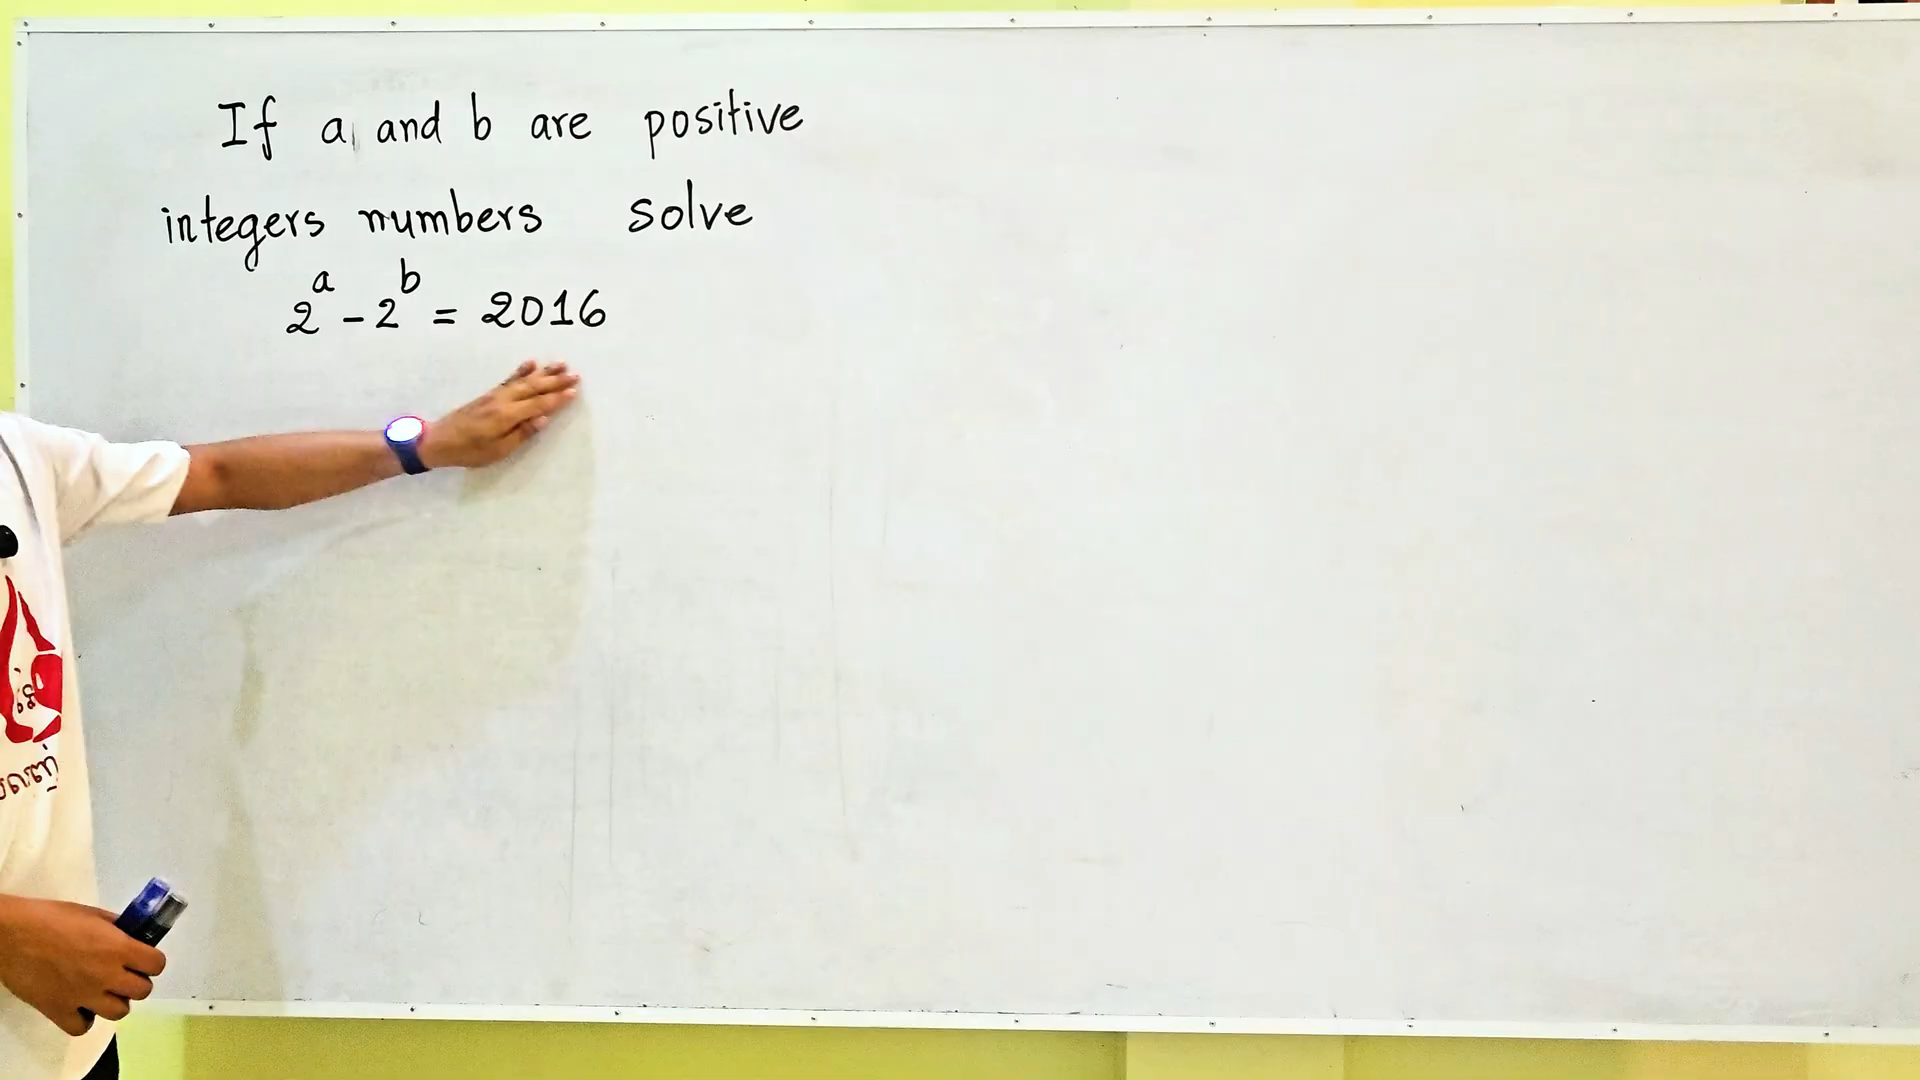 If a and b are positive
integers numbers solve
2^a - 2^b = 2016